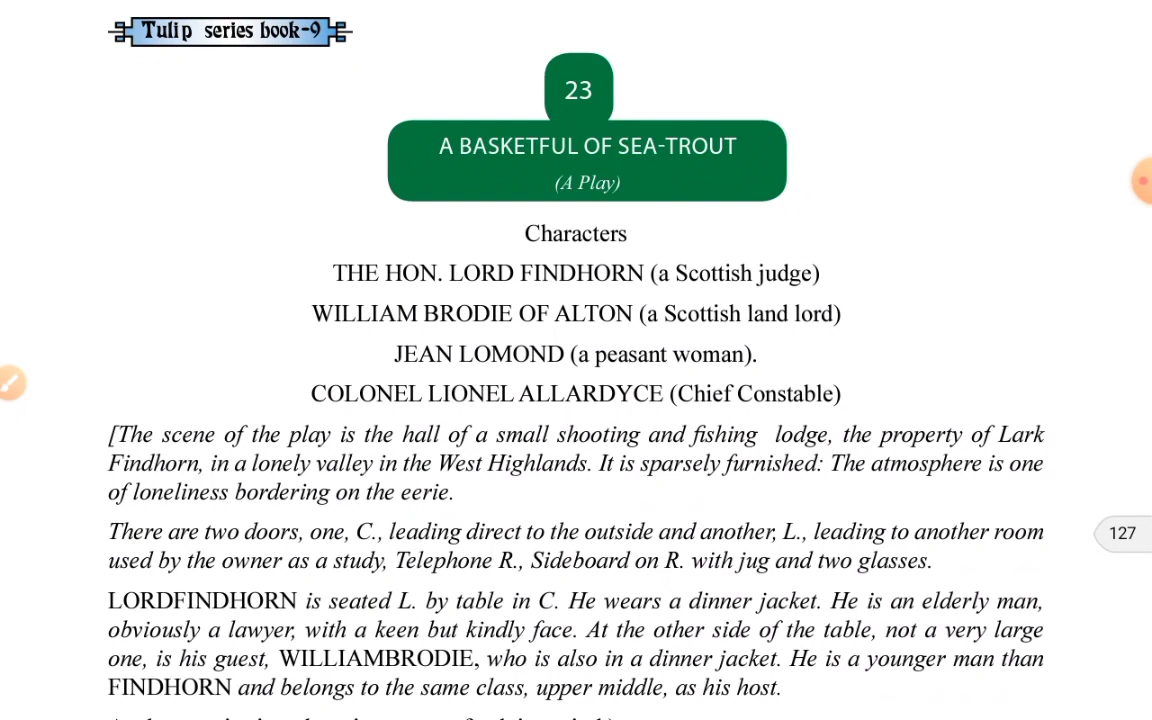 Tulip series book-9
23
A BASKETFUL OF SEA-TROUT
(A Play)
Characters
THE HON. LORD FINDHORN (a Scottish judge)
WILLIAM BRODIE OF ALTON (a Scottish land lord)
JEAN LOMOND (a peasant woman).
COLONEL LIONEL ALLARDYCE (Chief Constable)
[The scene of the play is the hall of a small shooting and fishing lodge, the property of Lark
Findhorn, in a lonely valley in the West Highlands. It is sparsely furnished: The atmosphere is one
of loneliness bordering on the eerie.
There are two doors, one, C., leading direct to the outside and another, L., leading to another room
used by the owner as a study, Telephone R., Sideboard on R. with jug and two glasses.
127
LORDFINDHORN is seated L. by table in C. He wears a dinner jacket. He is an elderly man,
obviously a lawyer, with a keen but kindly face. At the other side of the table, not a very large
one, is his guest, WILLIAMBRODIE, who is also in a dinner jacket. He is a younger man than
FINDHORN and belongs to the same class, upper middle, as his host.